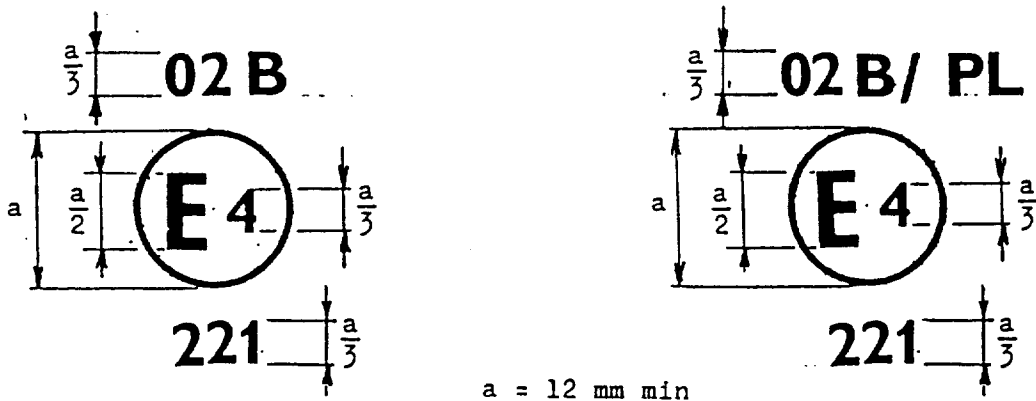 a/3 02 B
a a/2 E 4 a/3
221 a/3
a/3 02 B/ PL
a a/2 E 4 a/3
221 a/3
a = 12 mm min